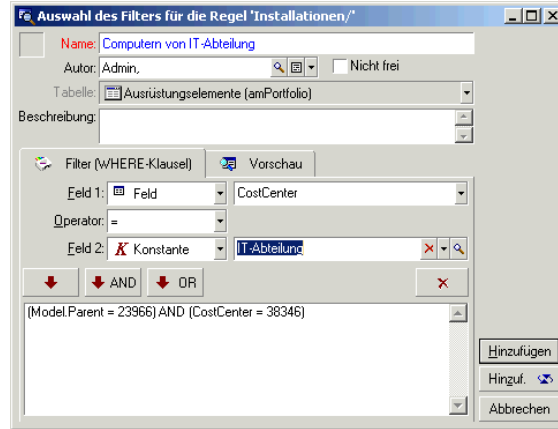 Auswahl des Filters für die Regel 'Installationen/'
Name: Computern von IT-Abteilung
Autor: Admin, Nicht frei
Tabelle: Ausrüstungselemente (amPortfolio)
Beschreibung:
Filter (WHERE-Klausel) Vorschau
Feld 1: Feld CostCenter
Operator: =
Feld 2: Konstante IT-Abteilung
AND OR
(Model.Parent = 23966) AND (CostCenter = 38346)
Hinzufügen
Hinzuf.
Abbrechen